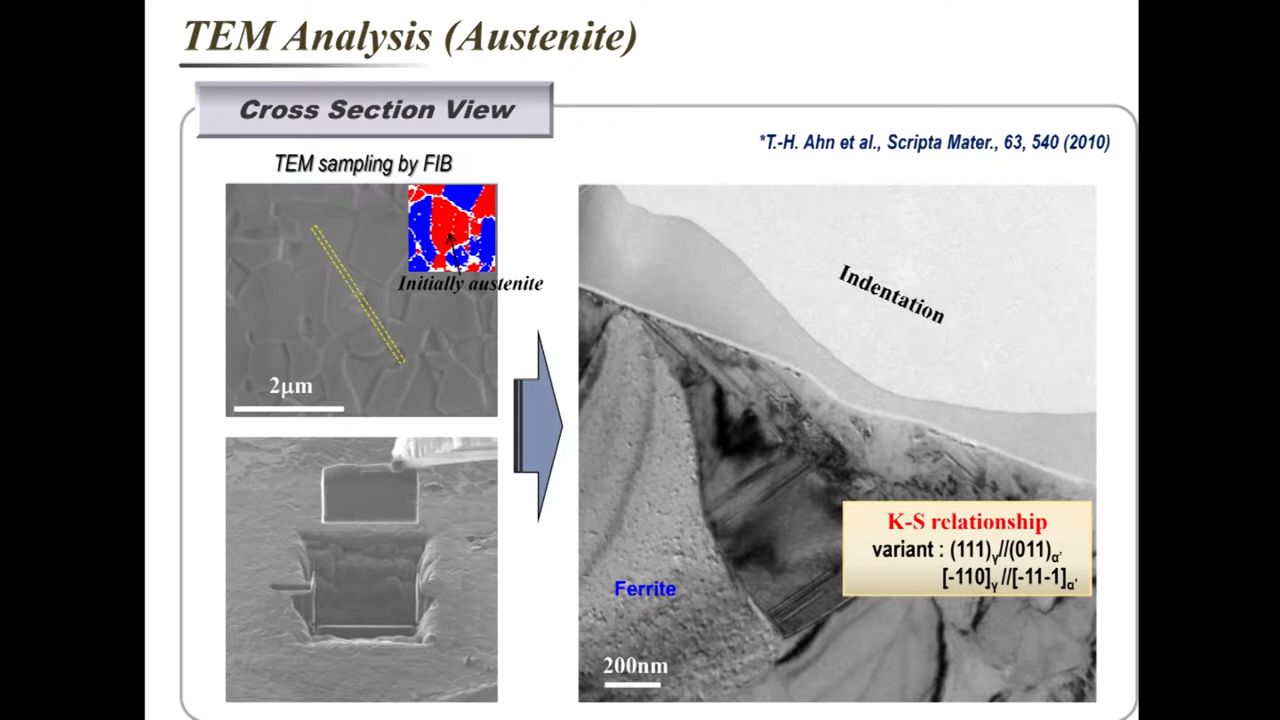 TEM Analysis (Austenite)
Cross Section View
*T.-H. Ahn et al., Scripta Mater., 63, 540 (2010)
TEM sampling by FIB
Initially austenite
2μm
Indentation
K-S relationship
variant : (111)γ//(011)α'
[-110]γ //[-11-1]α'
Ferrite
200nm